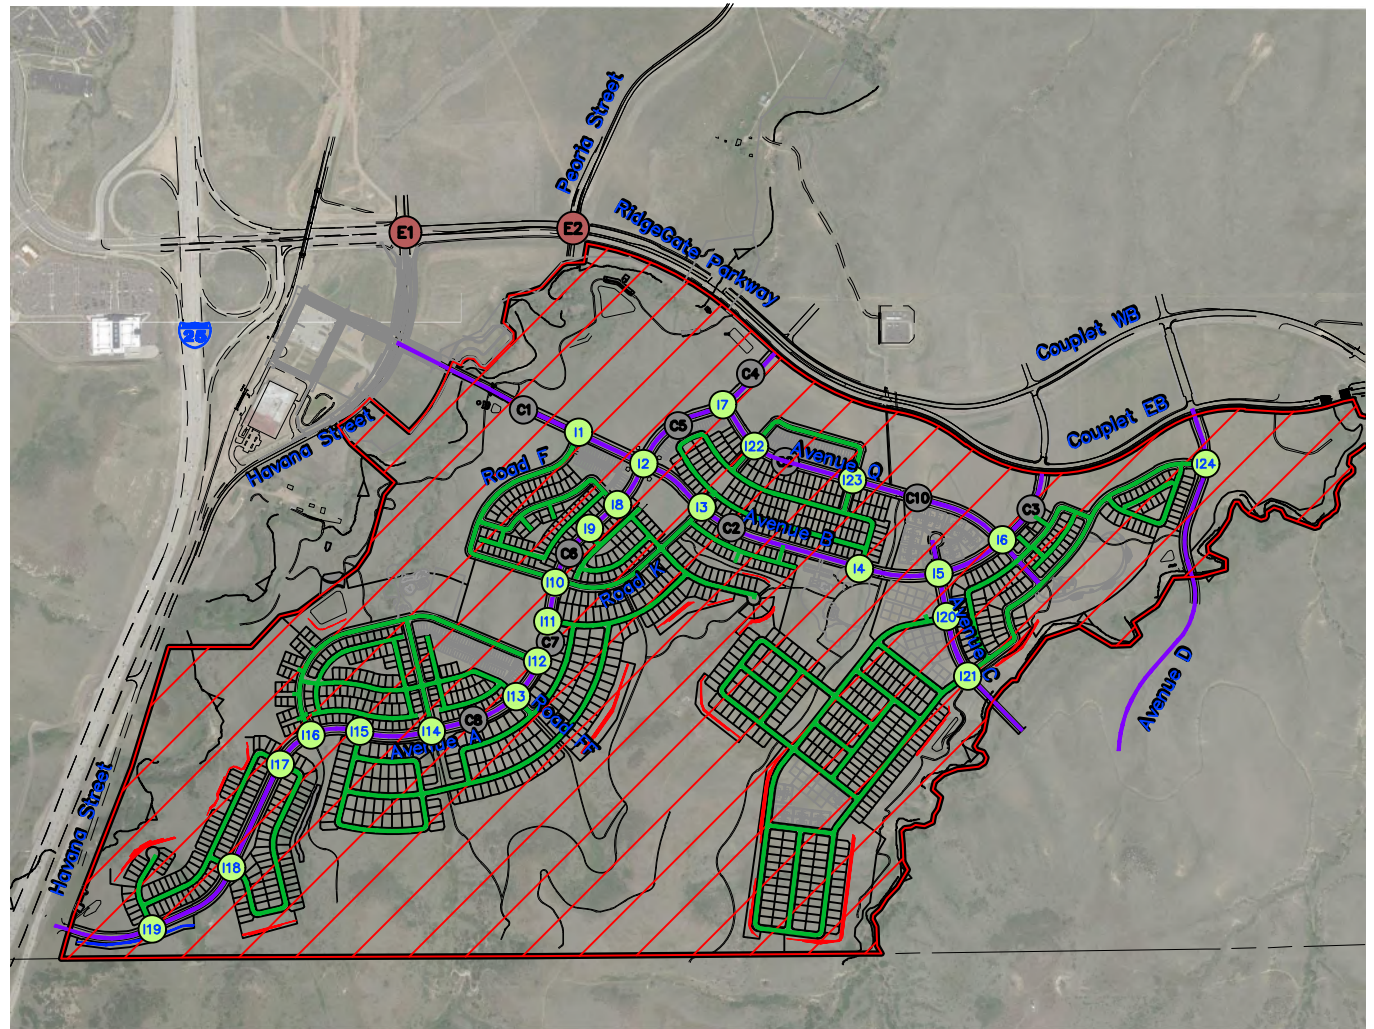 Peoria Street
RidgeGate Parkway
E1
E2
25
Couplet WB
Couplet EB
Havana Street
C4
C1
I7
C5
I1
I2
I22
Avenue Q
I23
I24
Road F
C10
C3
I8
I3
C2
Avenue B
I9
C6
I6
I4
I5
I10
Road K
I11
C7
I20
Avenue C
I12
I21
I13
Road FF
Avenue D
C8
I14
I15
I16
Avenue A
I17
Havana Street
I18
I19